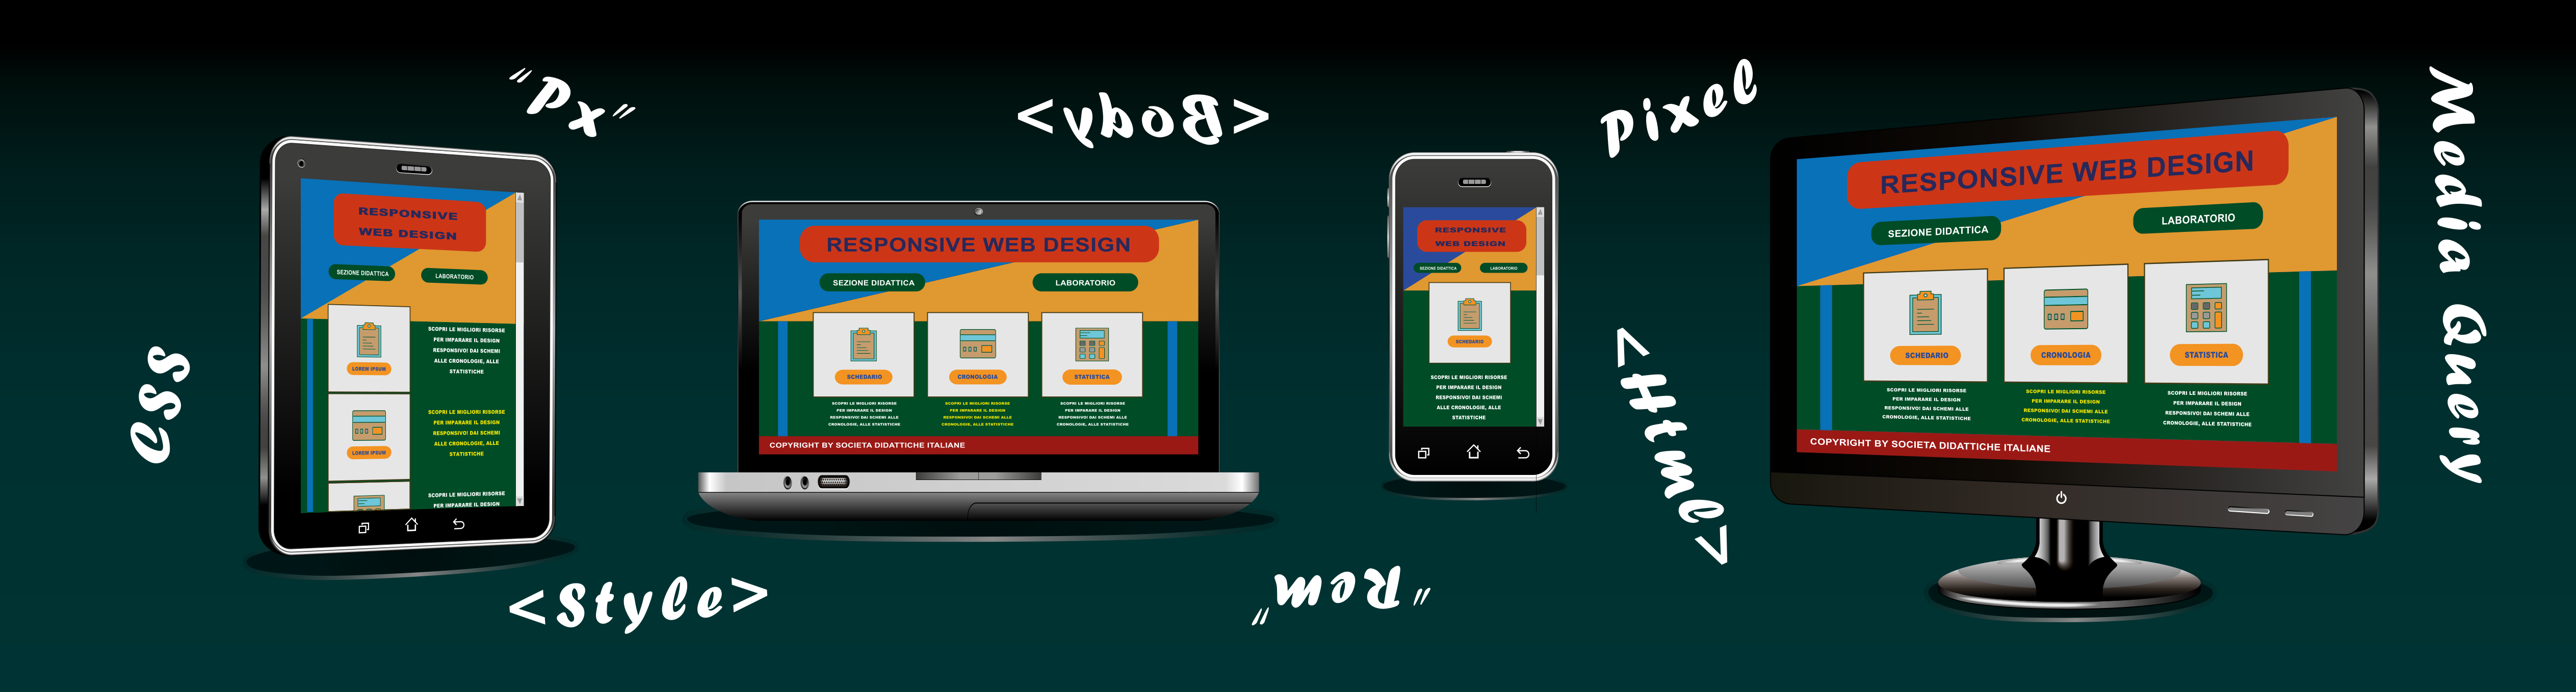 "Px"
<Body>
Pixel
Media Query
Css
<Style>
"Rem"
<Html>
RESPONSIVE
WEB DESIGN
SEZIONE DIDATTICA
LABORATORIO
LOREM IPSUM
SCOPRI LE MIGLIORI RISORSE
PER IMPARARE IL DESIGN
RESPONSIVO! DAI SCHEMI
ALLE CRONOLOGIE, ALLE
STATISTICHE
LOREM IPSUM
SCOPRI LE MIGLIORI RISORSE
PER IMPARARE IL DESIGN
RESPONSIVO! DAI SCHEMI
ALLE CRONOLOGIE, ALLE
STATISTICHE
SCOPRI LE MIGLIORI RISORSE
PER IMPARARE IL DESIGN
RESPONSIVE WEB DESIGN
SEZIONE DIDATTICA
LABORATORIO
SCHEDARIO
CRONOLOGIA
STATISTICA
SCOPRI LE MIGLIORI RISORSE
PER IMPARARE IL DESIGN
RESPONSIVO! DAI SCHEMI ALLE
CRONOLOGIE, ALLE STATISTICHE
SCOPRI LE MIGLIORI RISORSE
PER IMPARARE IL DESIGN
RESPONSIVO! DAI SCHEMI ALLE
CRONOLOGIE, ALLE STATISTICHE
SCOPRI LE MIGLIORI RISORSE
PER IMPARARE IL DESIGN
RESPONSIVO! DAI SCHEMI ALLE
CRONOLOGIE, ALLE STATISTICHE
COPYRIGHT BY SOCIETA DIDATTICHE ITALIANE
RESPONSIVE
WEB DESIGN
SEZIONE DIDATTICA
LABORATORIO
SCHEDARIO
SCOPRI LE MIGLIORI RISORSE
PER IMPARARE IL DESIGN
RESPONSIVO! DAI SCHEMI
ALLE CRONOLOGIE, ALLE
STATISTICHE
RESPONSIVE WEB DESIGN
SEZIONE DIDATTICA
LABORATORIO
SCHEDARIO
CRONOLOGIA
STATISTICA
SCOPRI LE MIGLIORI RISORSE
PER IMPARARE IL DESIGN
RESPONSIVO! DAI SCHEMI ALLE
CRONOLOGIE, ALLE STATISTICHE
SCOPRI LE MIGLIORI RISORSE
PER IMPARARE IL DESIGN
RESPONSIVO! DAI SCHEMI ALLE
CRONOLOGIE, ALLE STATISTICHE
SCOPRI LE MIGLIORI RISORSE
PER IMPARARE IL DESIGN
RESPONSIVO! DAI SCHEMI ALLE
CRONOLOGIE, ALLE STATISTICHE
COPYRIGHT BY SOCIETA DIDATTICHE ITALIANE